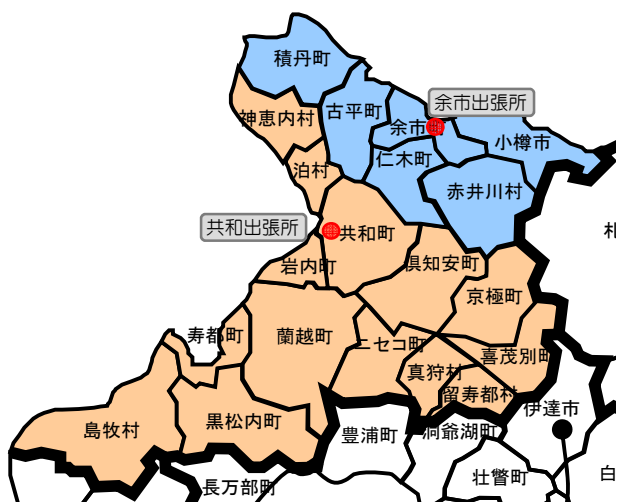 積丹町
余市出張所
神恵内村
古平町
余市町
小樽市
泊村
仁木町
赤井川村
共和出張所
共和町
岩内町
倶知安町
京極町
寿都町
蘭越町
ニセコ町
喜茂別町
真狩村
留寿都村
島牧村
黒松内町
豊浦町
洞爺湖町
伊達市
壮瞥町
長万部町
白